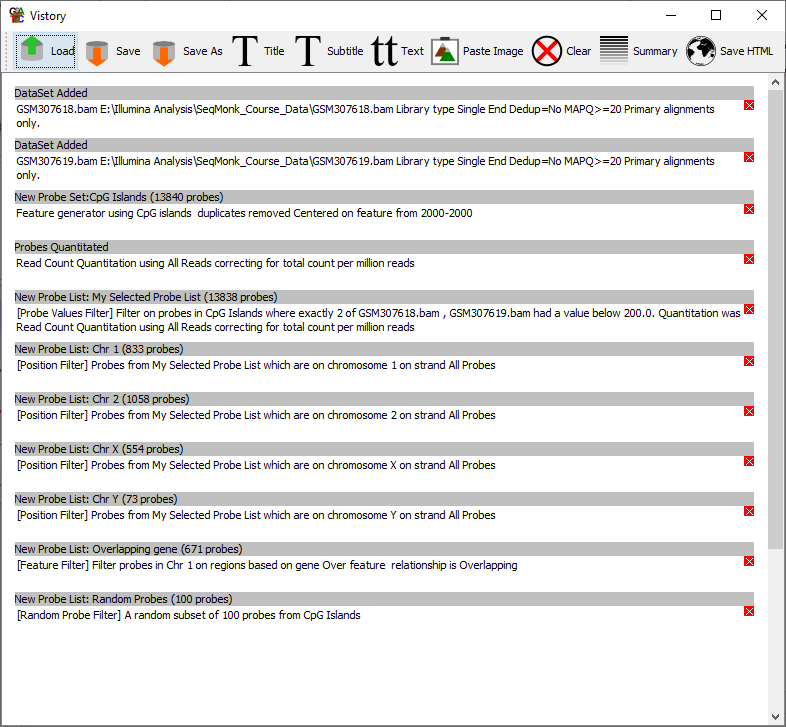 Vistory
Load Save Save As Title Subtitle Text Paste Image Clear Summary Save HTML
DataSet Added
GSM307618.bam E:\Illumina Analysis\SeqMonk_Course_Data\GSM307618.bam Library type Single End Dedup=No MAPQ>=20 Primary alignments
only.
DataSet Added
GSM307619.bam E:\Illumina Analysis\SeqMonk_Course_Data\GSM307619.bam Library type Single End Dedup=No MAPQ>=20 Primary alignments
only.
New Probe Set:CpG Islands (13840 probes)
Feature generator using CpG islands  duplicates removed Centered on feature from 2000-2000
Probes Quantitated
Read Count Quantitation using All Reads correcting for total count per million reads
New Probe List: My Selected Probe List (13838 probes)
[Probe Values Filter] Filter on probes in CpG Islands where exactly 2 of GSM307618.bam , GSM307619.bam had a value below 200.0. Quantitation was
Read Count Quantitation using All Reads correcting for total count per million reads
New Probe List: Chr 1 (833 probes)
[Position Filter] Probes from My Selected Probe List which are on chromosome 1 on strand All Probes
New Probe List: Chr 2 (1058 probes)
[Position Filter] Probes from My Selected Probe List which are on chromosome 2 on strand All Probes
New Probe List: Chr X (554 probes)
[Position Filter] Probes from My Selected Probe List which are on chromosome X on strand All Probes
New Probe List: Chr Y (73 probes)
[Position Filter] Probes from My Selected Probe List which are on chromosome Y on strand All Probes
New Probe List: Overlapping gene (671 probes)
[Feature Filter] Filter probes in Chr 1 on regions based on gene Over feature  relationship is Overlapping
New Probe List: Random Probes (100 probes)
[Random Probe Filter] A random subset of 100 probes from CpG Islands